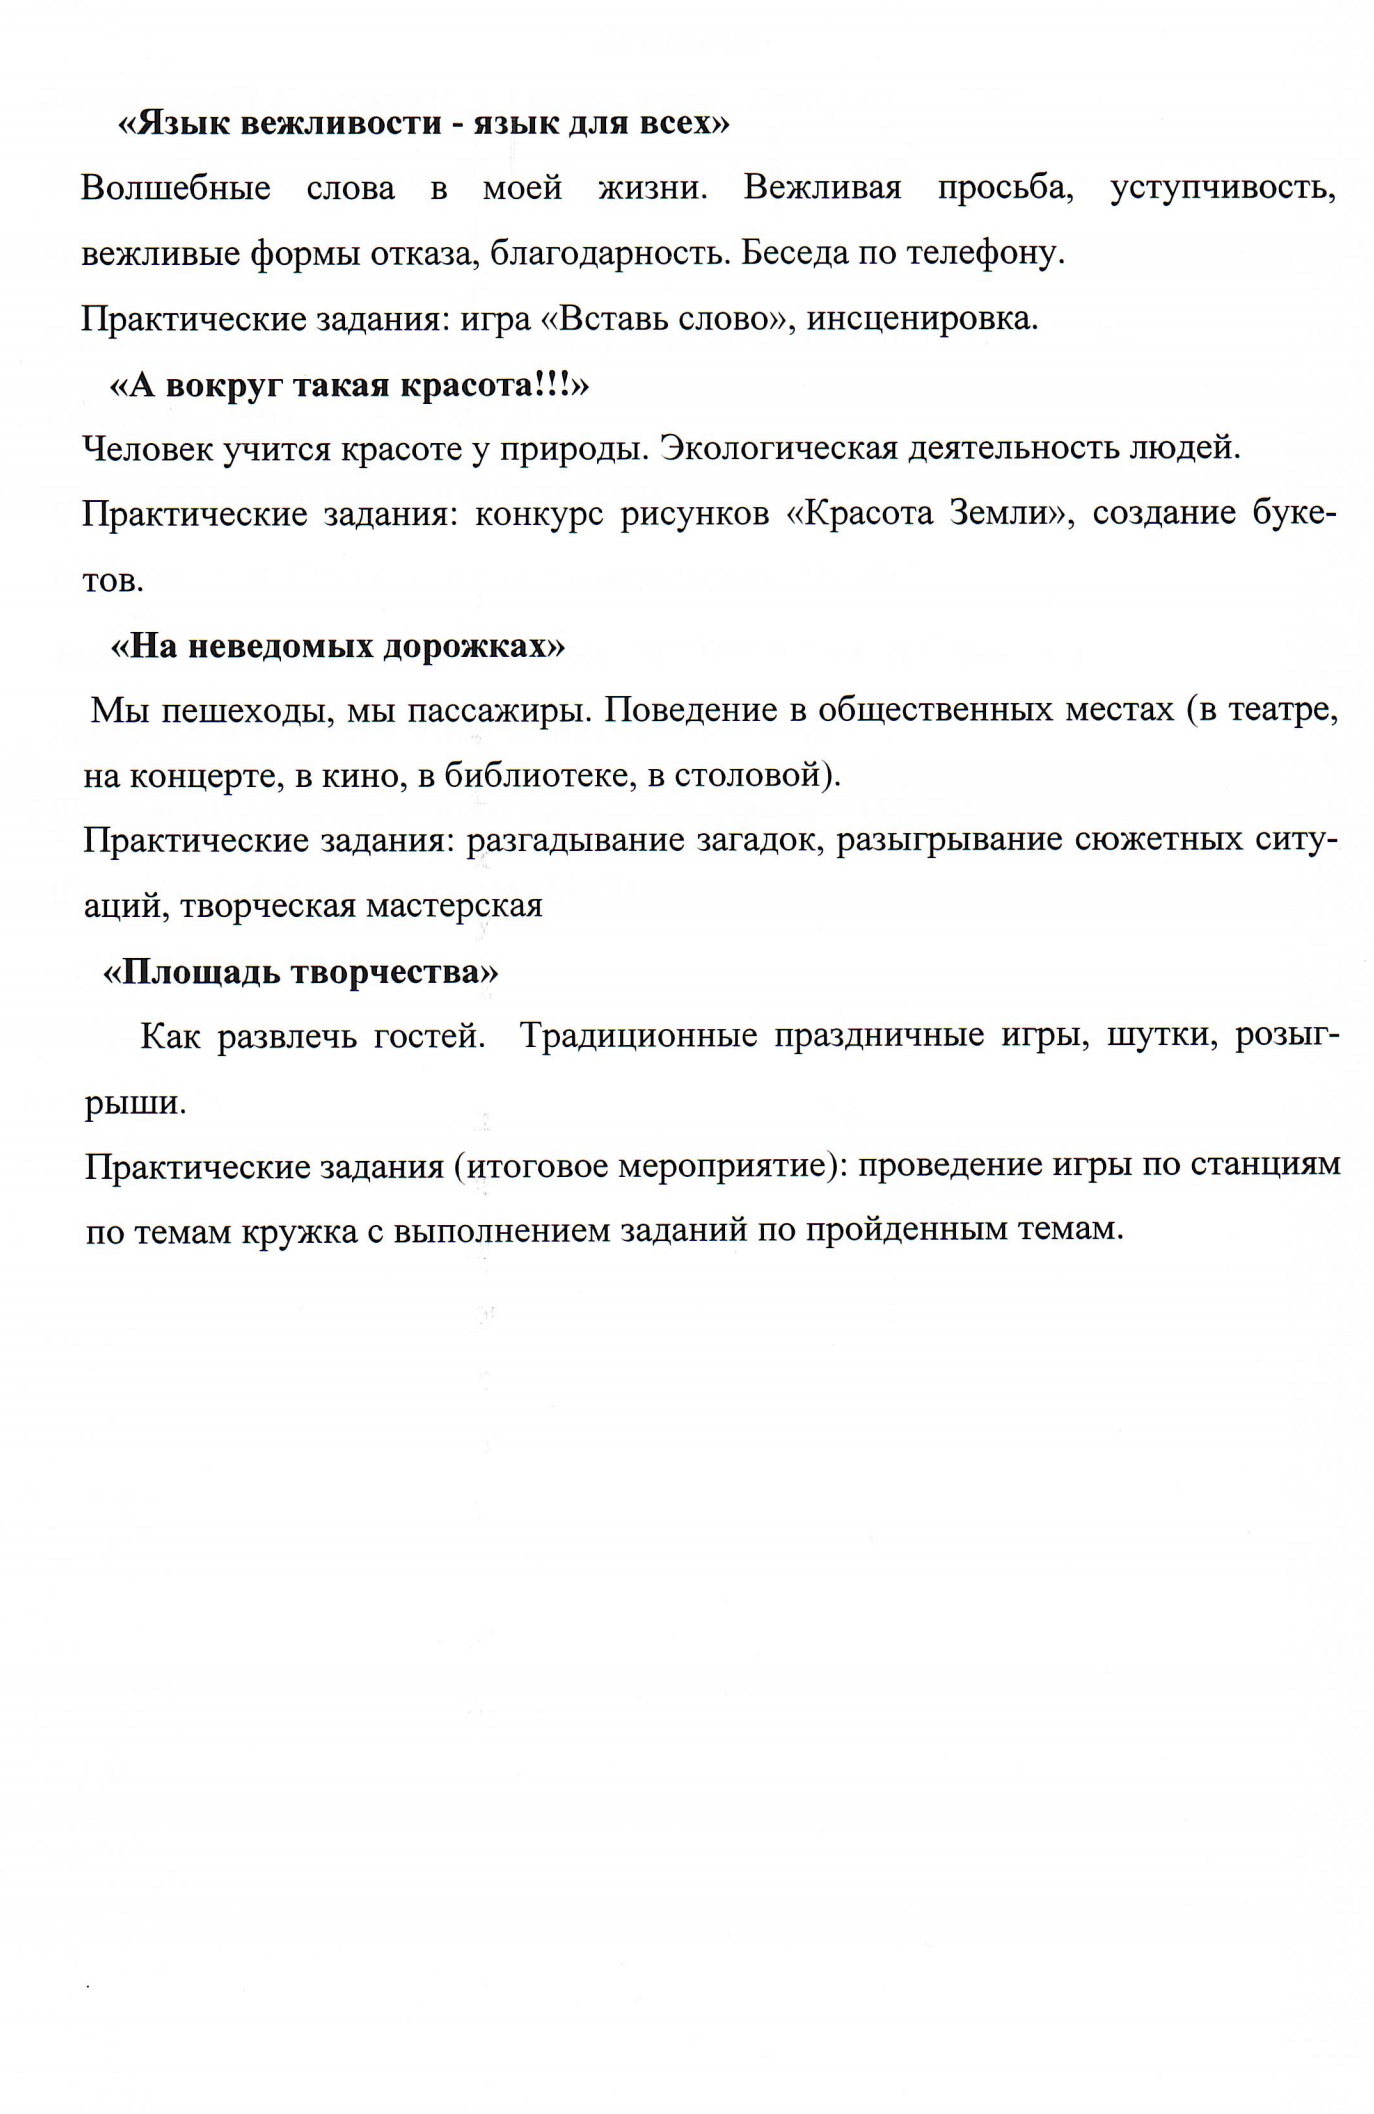 «Язык вежливости - язык для всех»
Волшебные слова в моей жизни. Вежливая просьба, уступчивость,
вежливые формы отказа, благодарность. Беседа по телефону.
Практические задания: игра «Вставь слово», инсценировка.
«А вокруг такая красота!!!»
Человек учится красоте у природы. Экологическая деятельность людей.
Практические задания: конкурс рисунков «Красота Земли», создание буке-
тов.
«На неведомых дорожках»
Мы пешеходы, мы пассажиры. Поведение в общественных местах (в театре,
на концерте, в кино, в библиотеке, в столовой).
Практические задания: разгадывание загадок, разыгрывание сюжетных ситу-
аций, творческая мастерская
«Площадь творчества»
Как развлечь гостей. Традиционные праздничные игры, шутки, розыг-
рыши.
Практические задания (итоговое мероприятие): проведение игры по станциям
по темам кружка с выполнением заданий по пройденным темам.